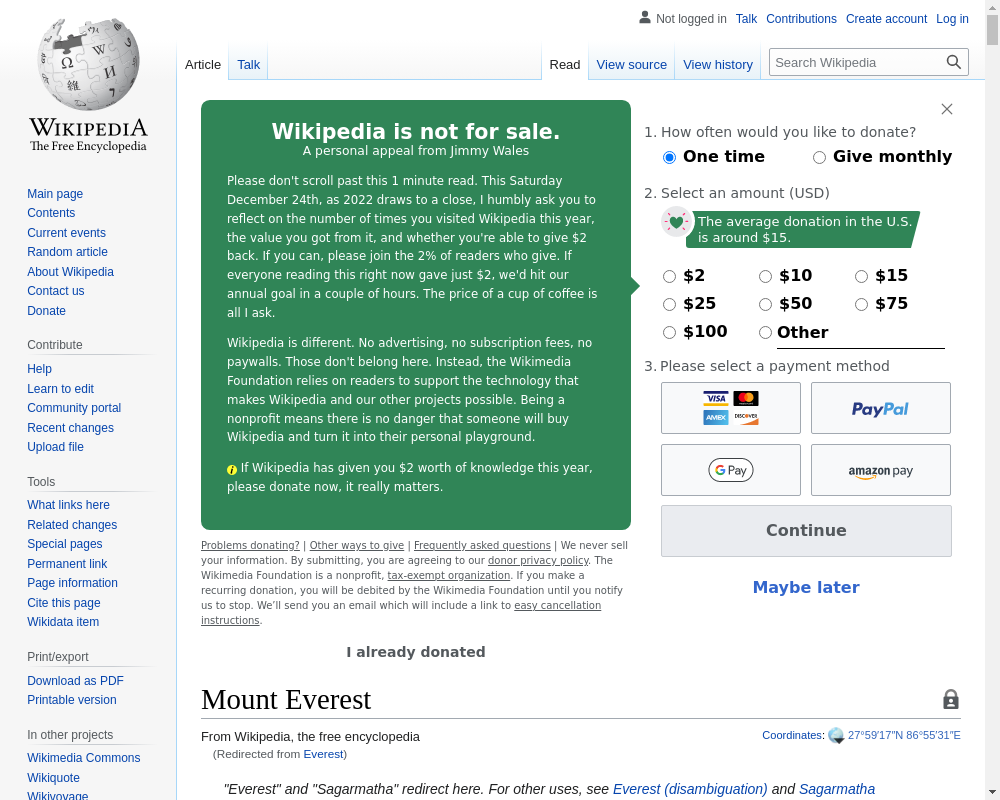 Not logged in Talk Contributions Create account Log in
Article Talk Read View source View history Search Wikipedia
WIKIPEDIA
The Free Encyclopedia
Main page
Contents
Current events
Random article
About Wikipedia
Contact us
Donate
Contribute
Help
Learn to edit
Community portal
Recent changes
Upload file
Tools
What links here
Related changes
Special pages
Permanent link
Page information
Cite this page
Wikidata item
Print/export
Download as PDF
Printable version
In other projects
Wikimedia Commons
Wikiquote
Wikivoyage
Wikipedia is not for sale.
A personal appeal from Jimmy Wales
Please don't scroll past this 1 minute read. This Saturday
December 24th, as 2022 draws to a close, I humbly ask you to
reflect on the number of times you visited Wikipedia this year,
the value you got from it, and whether you're able to give $2
back. If you can, please join the 2% of readers who give. If
everyone reading this right now gave just $2, we'd hit our
annual goal in a couple of hours. The price of a cup of coffee is
all I ask.
Wikipedia is different. No advertising, no subscription fees, no
paywalls. Those don't belong here. Instead, the Wikimedia
Foundation relies on readers to support the technology that
makes Wikipedia and our other projects possible. Being a
nonprofit means there is no danger that someone will buy
Wikipedia and turn it into their personal playground.
i If Wikipedia has given you $2 worth of knowledge this year,
please donate now, it really matters.
Problems donating? | Other ways to give | Frequently asked questions | We never sell
your information. By submitting, you are agreeing to our donor privacy policy. The
Wikimedia Foundation is a nonprofit, tax-exempt organization. If you make a
recurring donation, you will be debited by the Wikimedia Foundation until you notify
us to stop. We'll send you an email which will include a link to easy cancellation
instructions.
I already donated
1. How often would you like to donate?
One time Give monthly
2. Select an amount (USD)
The average donation in the U.S.
is around $15.
$2 $10 $15
$25 $50 $75
$100 Other
3. Please select a payment method
VISA mastercard
AMEX DISCOVER
PayPal
G Pay
amazon pay
Continue
Maybe later
Mount Everest
From Wikipedia, the free encyclopedia
Coordinates: 27°59′17″N 86°55′31″E
(Redirected from Everest)
"Everest" and "Sagarmatha" redirect here. For other uses, see Everest (disambiguation) and Sagarmatha